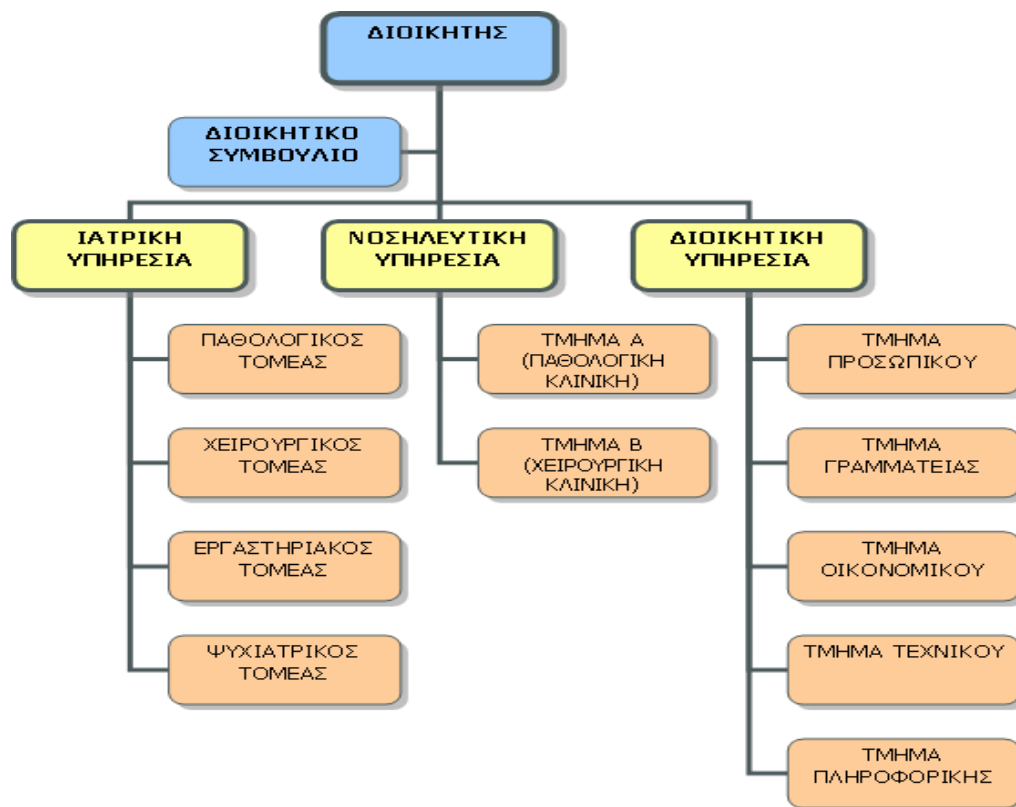 ΔΙΟΙΚΗΤΗΣ
ΔΙΟΙΚΗΤΙΚΟ
ΣΥΜΒΟΥΛΙΟ
ΙΑΤΡΙΚΗ
ΥΠΗΡΕΣΙΑ
ΝΟΣΗΛΕΥΤΙΚΗ
ΥΠΗΡΕΣΙΑ
ΔΙΟΙΚΗΤΙΚΗ
ΥΠΗΡΕΣΙΑ
ΠΑΘΟΛΟΓΙΚΟΣ
ΤΟΜΕΑΣ
ΧΕΙΡΟΥΡΓΙΚΟΣ
ΤΟΜΕΑΣ
ΕΡΓΑΣΤΗΡΙΑΚΟΣ
ΤΟΜΕΑΣ
ΨΥΧΙΑΤΡΙΚΟΣ
ΤΟΜΕΑΣ
ΤΜΗΜΑ Α
(ΠΑΘΟΛΟΓΙΚΗ
ΚΛΙΝΙΚΗ)
ΤΜΗΜΑ Β
(ΧΕΙΡΟΥΡΓΙΚΗ
ΚΛΙΝΙΚΗ)
ΤΜΗΜΑ
ΠΡΟΣΩΠΙΚΟΥ
ΤΜΗΜΑ
ΓΡΑΜΜΑΤΕΙΑΣ
ΤΜΗΜΑ
ΟΙΚΟΝΟΜΙΚΟΥ
ΤΜΗΜΑ ΤΕΧΝΙΚΟΥ
ΤΜΗΜΑ
ΠΛΗΡΟΦΟΡΙΚΗΣ